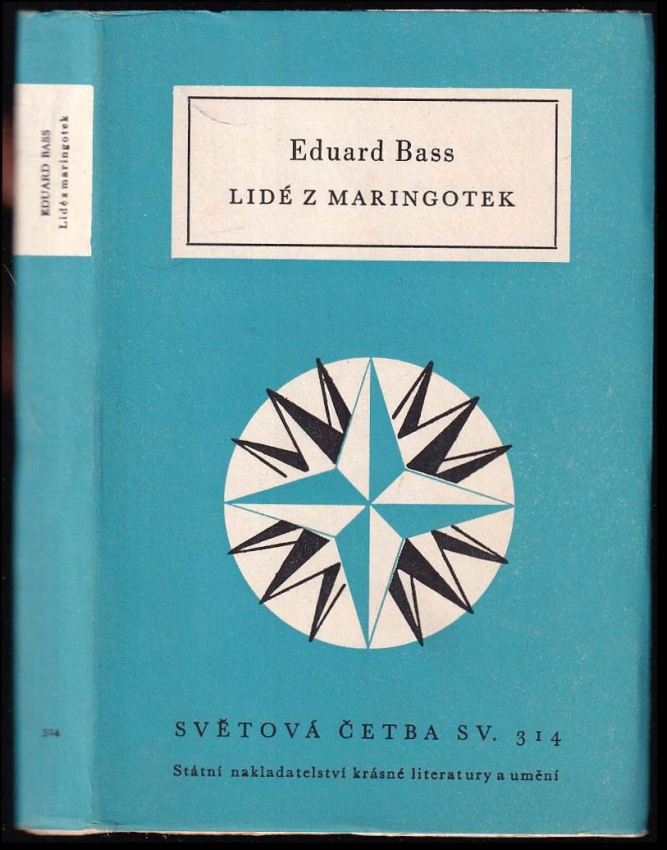 EDUARD BASS
Lidé z maringotek
314
Eduard Bass
LIDÉ Z MARINGOTEK
SVĚTOVÁ ČETBA SV. 314
Státní nakladatelství krásné literatury a umění